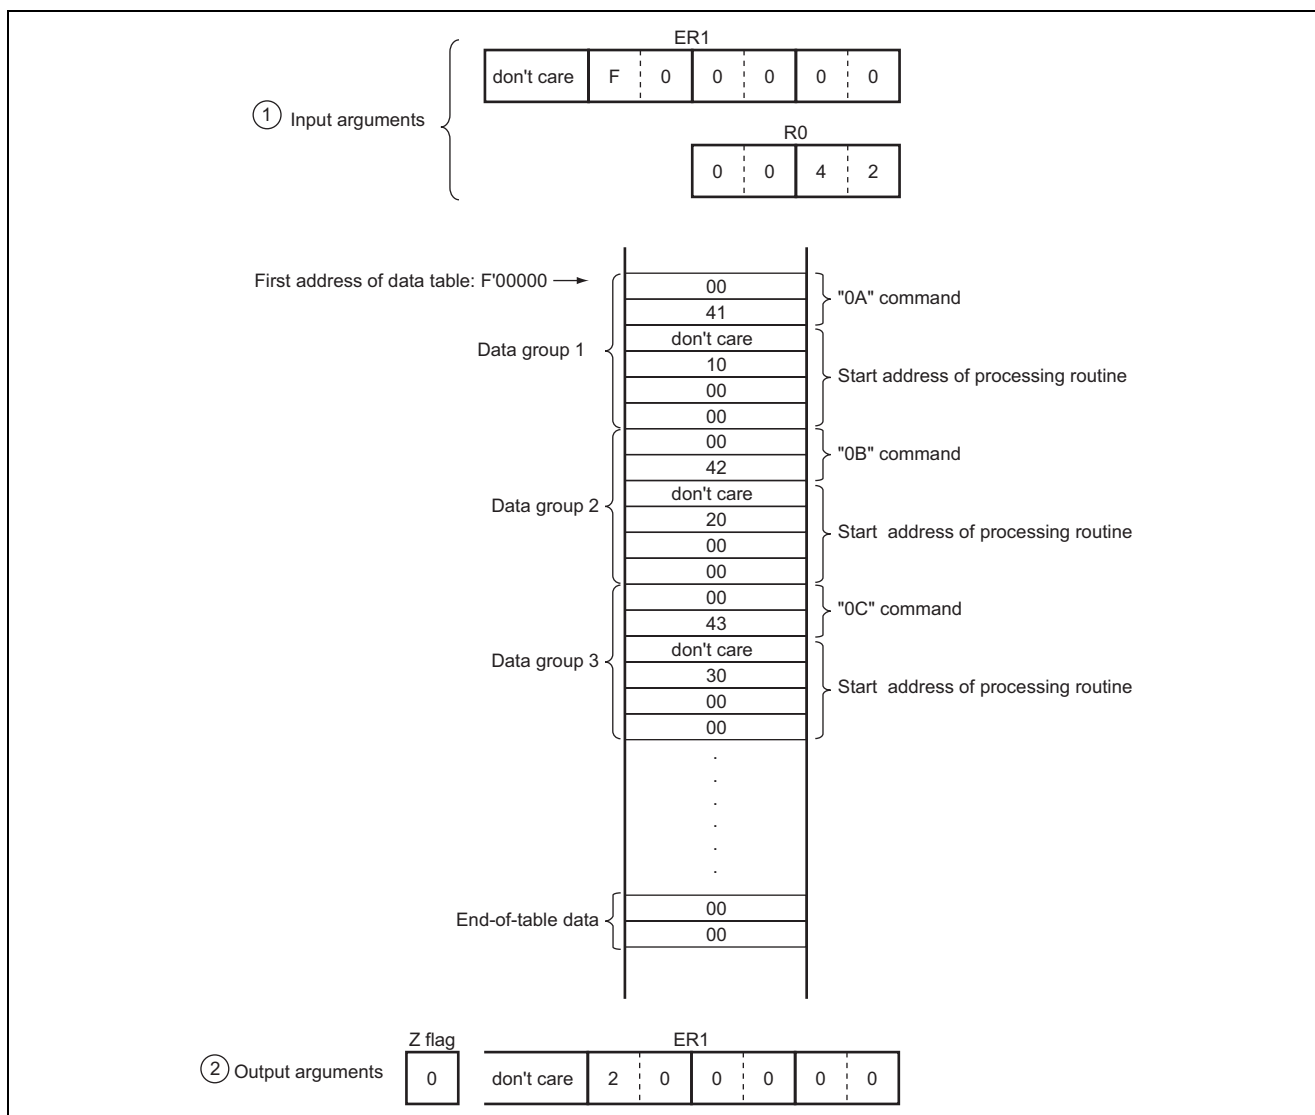 ER1
don't care F 0 0 0 0 0
1 Input arguments
R0
0 0 4 2
First address of data table: F'00000
00
"0A" command
41
don't care
Data group 1
10
Start address of processing routine
00
00
00
"0B" command
42
don't care
Data group 2
20
Start address of processing routine
00
00
00
"0C" command
43
don't care
Data group 3
30
Start address of processing routine
00
00
.
.
.
.
.
.
00
End-of-table data
00
Z flag ER1
2 Output arguments 0 don't care 2 0 0 0 0 0